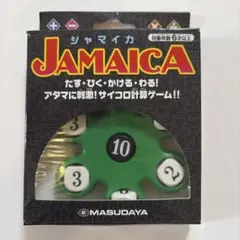 + −
ジャマイカ
対象年齢 6才以上
JAMAICA
たす・ひく・かける・わる!
アタマに刺激!サイコロ計算ゲーム!!
10
3
2
MASUDAYA